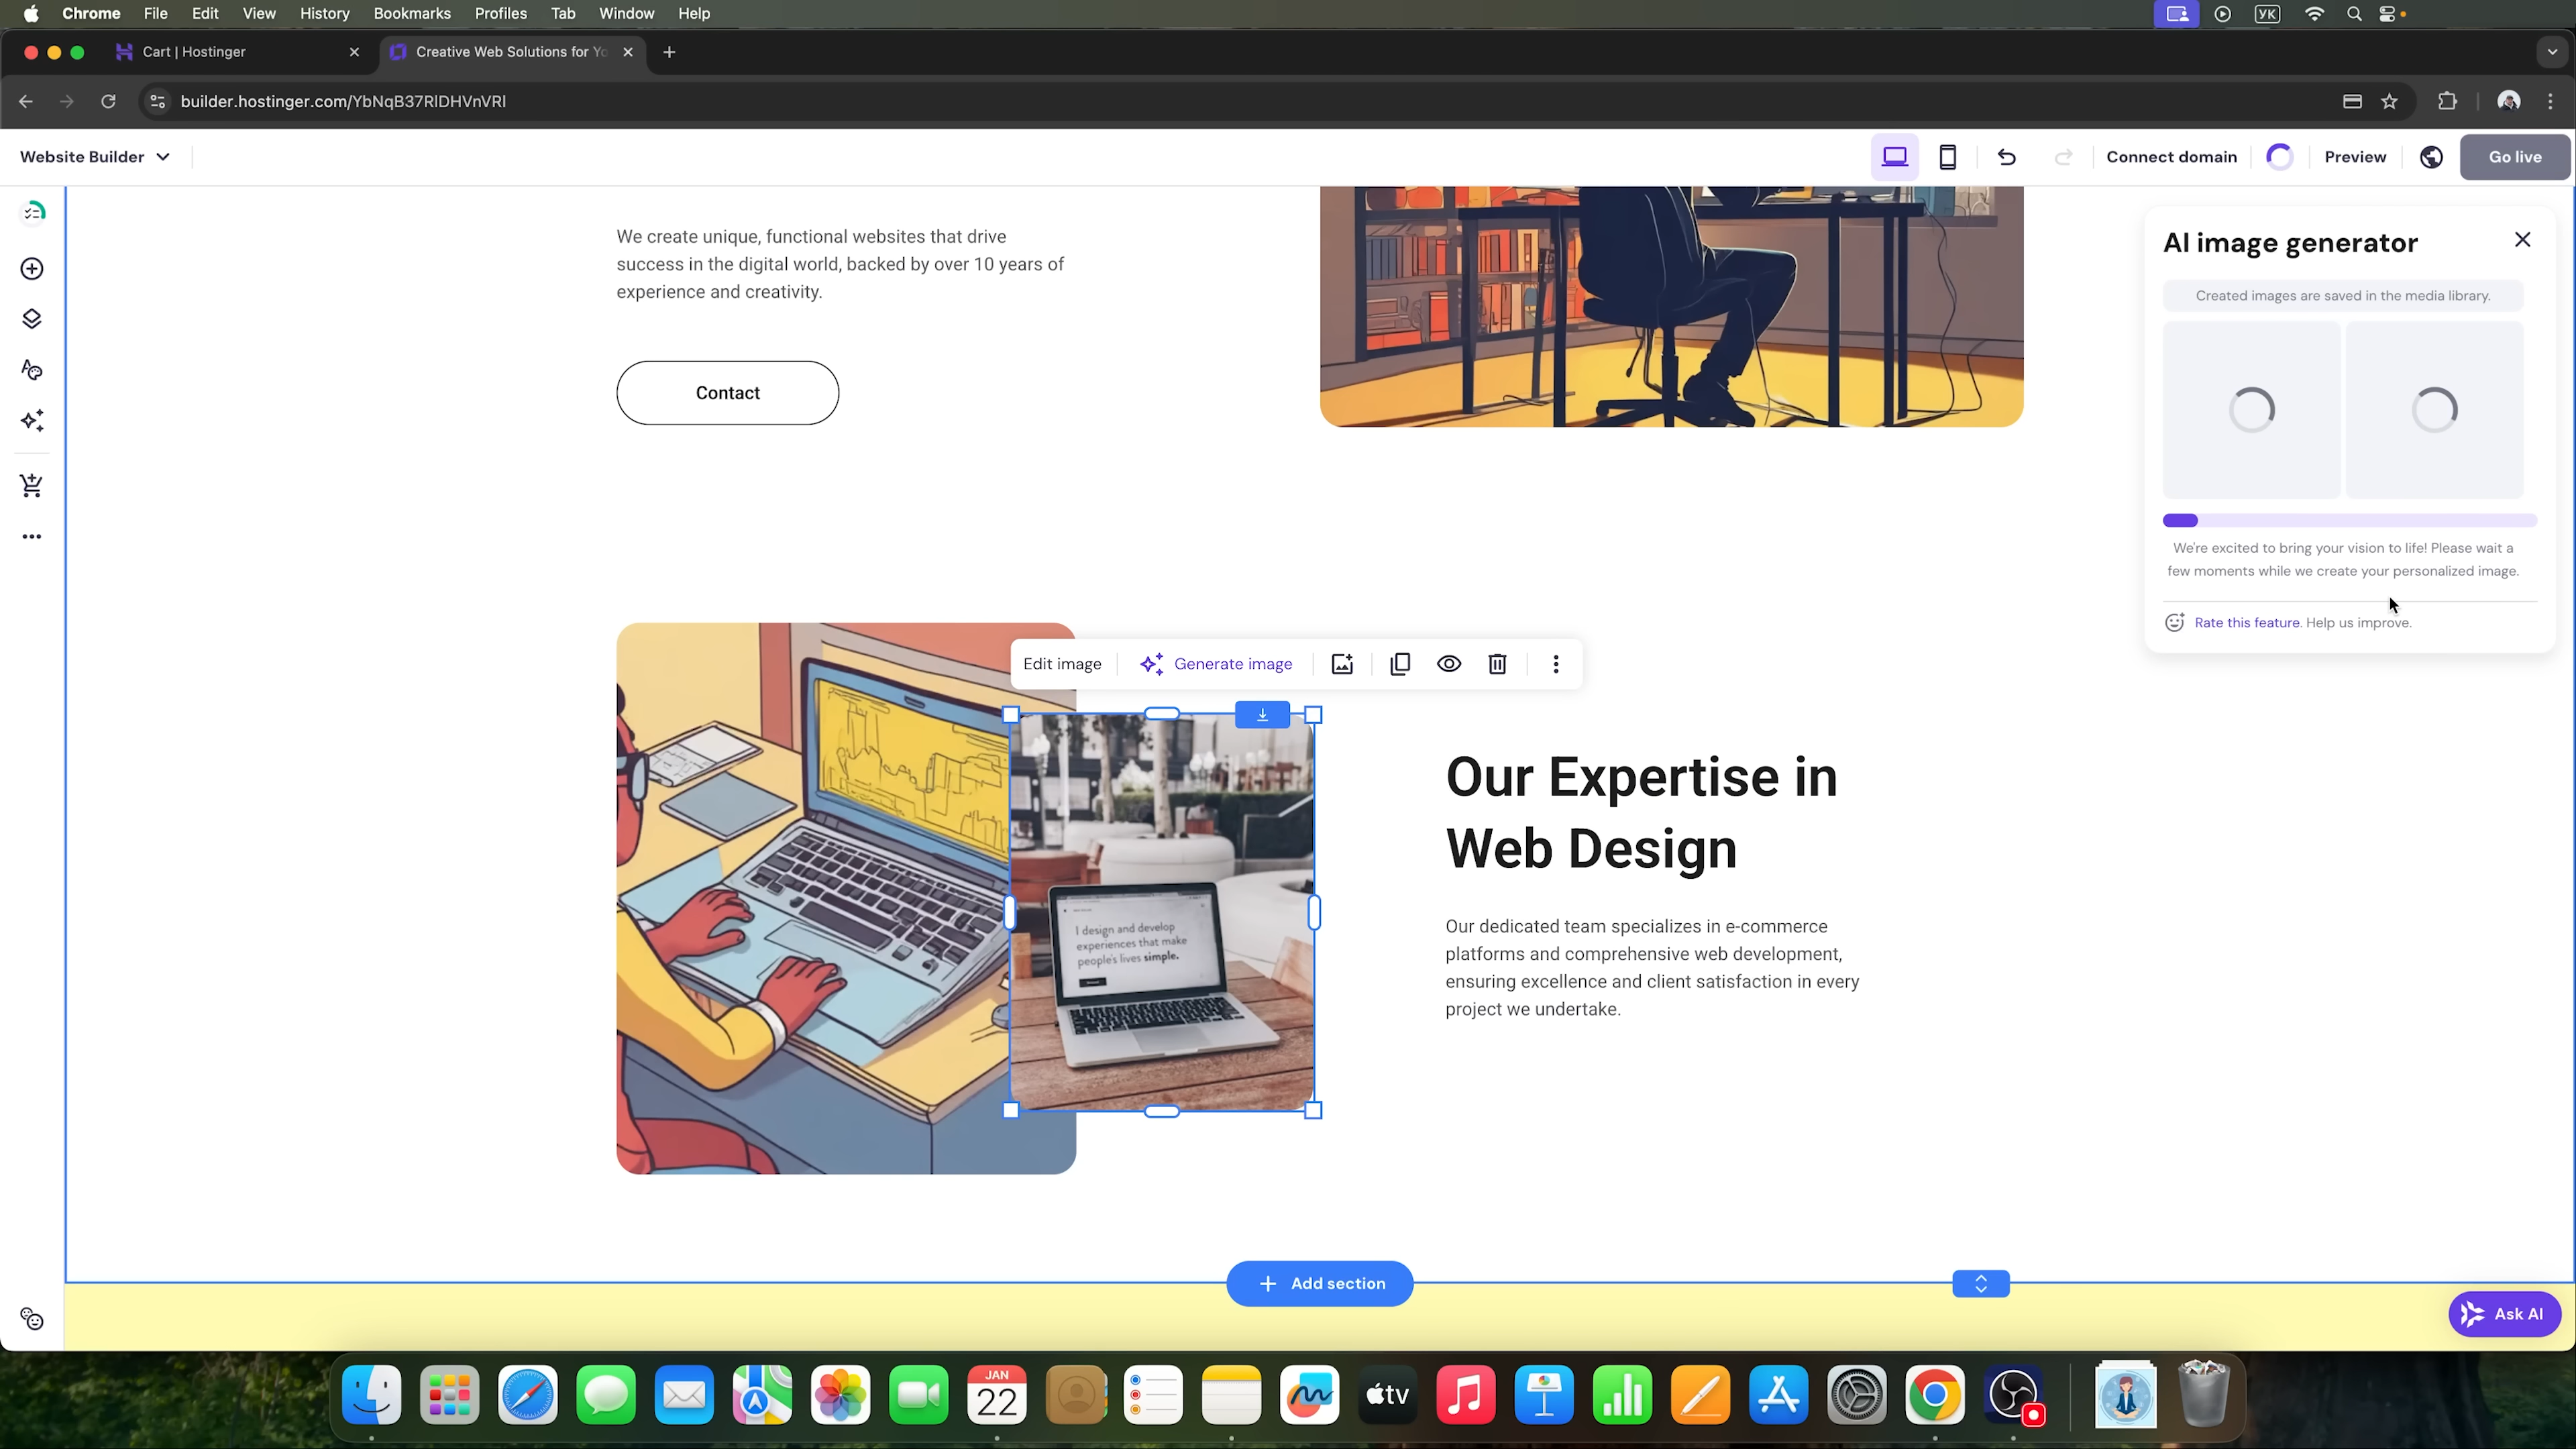 Chrome File Edit View History Bookmarks Profiles Tab Window Help УК
Cart | Hostinger
Creative Web Solutions for Yo
builder.hostinger.com/YbNqB37RlDHVnVRl
Website Builder
Connect domain
Preview
Go live
We create unique, functional websites that drive
success in the digital world, backed by over 10 years of
experience and creativity.
Contact
AI image generator
Created images are saved in the media library.
We're excited to bring your vision to life! Please wait a
few moments while we create your personalized image.
Rate this feature. Help us improve.
Edit image
Generate image
I design and develop
experiences that make
people's lives simple.
Our Expertise in
Web Design
Our dedicated team specializes in e-commerce
platforms and comprehensive web development,
ensuring excellence and client satisfaction in every
project we undertake.
Add section
Ask AI
JAN
22
tv